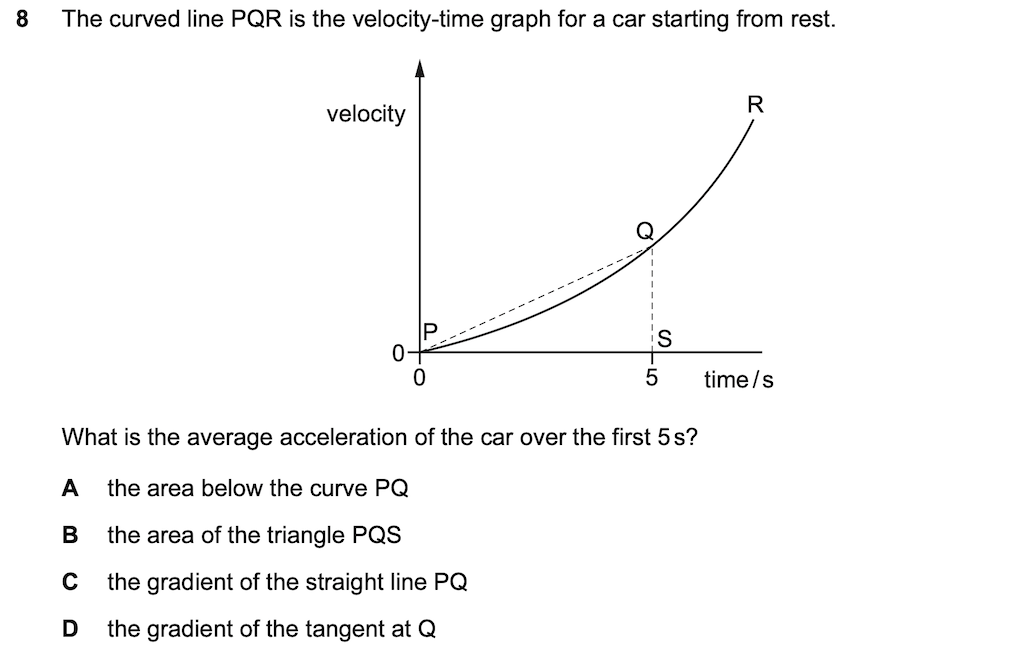 8 The curved line PQR is the velocity-time graph for a car starting from rest.
velocity
R
Q
P
S
0
0
5
time / s
What is the average acceleration of the car over the first 5 s?
A the area below the curve PQ
B the area of the triangle PQS
C the gradient of the straight line PQ
D the gradient of the tangent at Q